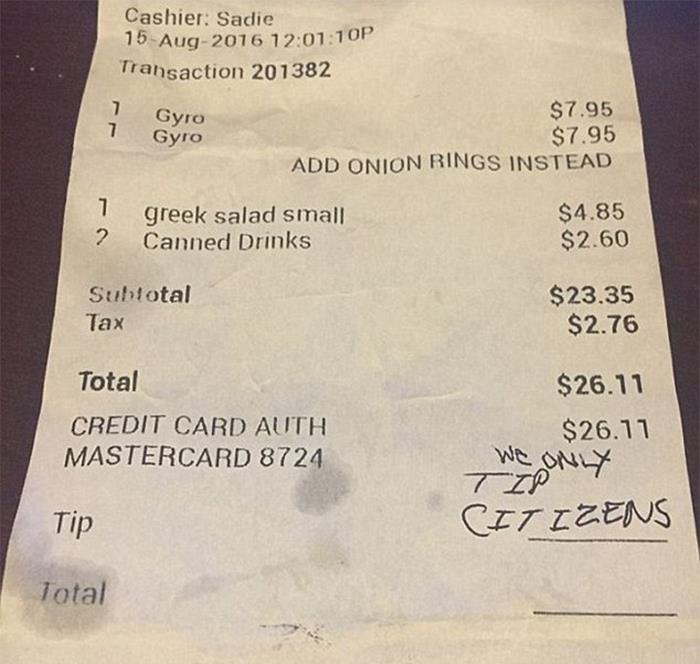 Cashier: Sadie
15-Aug-2016 12:01:10P
Transaction 201382
1 Gyro $7.95
1 Gyro $7.95
ADD ONION RINGS INSTEAD
1 greek salad small $4.85
2 Canned Drinks $2.60
Subtotal $23.35
Tax $2.76
Total $26.11
CREDIT CARD AUTH $26.11
MASTERCARD 8724
WE ONLY
TIP
Tip CITIZENS
Total